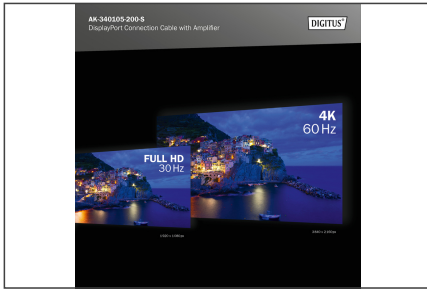 AK-340105-200-S
DisplayPort Connection Cable with Amplifier
DIGITUS®
4K
60 Hz
FULL HD
30 Hz